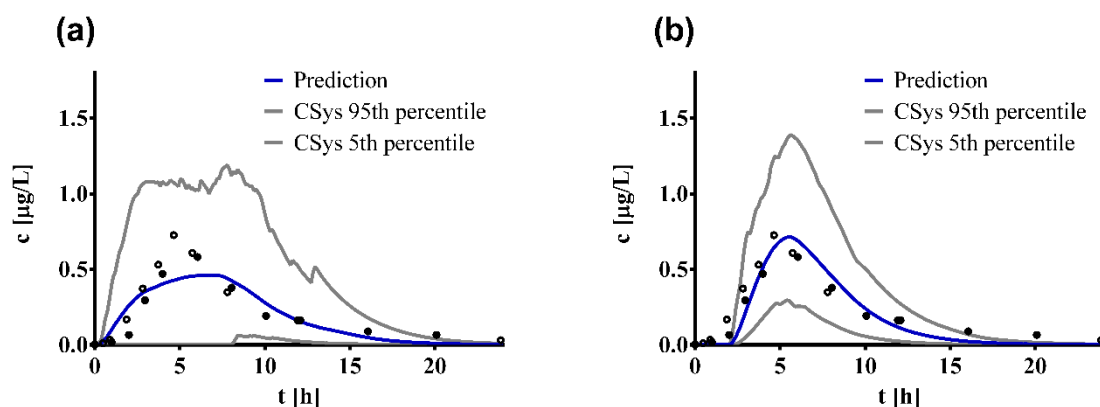 (a)
Prediction
CSys 95th percentile
CSys 5th percentile
1.5
1.0
0.5
0.0
c [µg/L]
0 5 10 15 20
t [h]
(b)
Prediction
CSys 95th percentile
CSys 5th percentile
1.5
1.0
0.5
0.0
c [µg/L]
0 5 10 15 20
t [h]